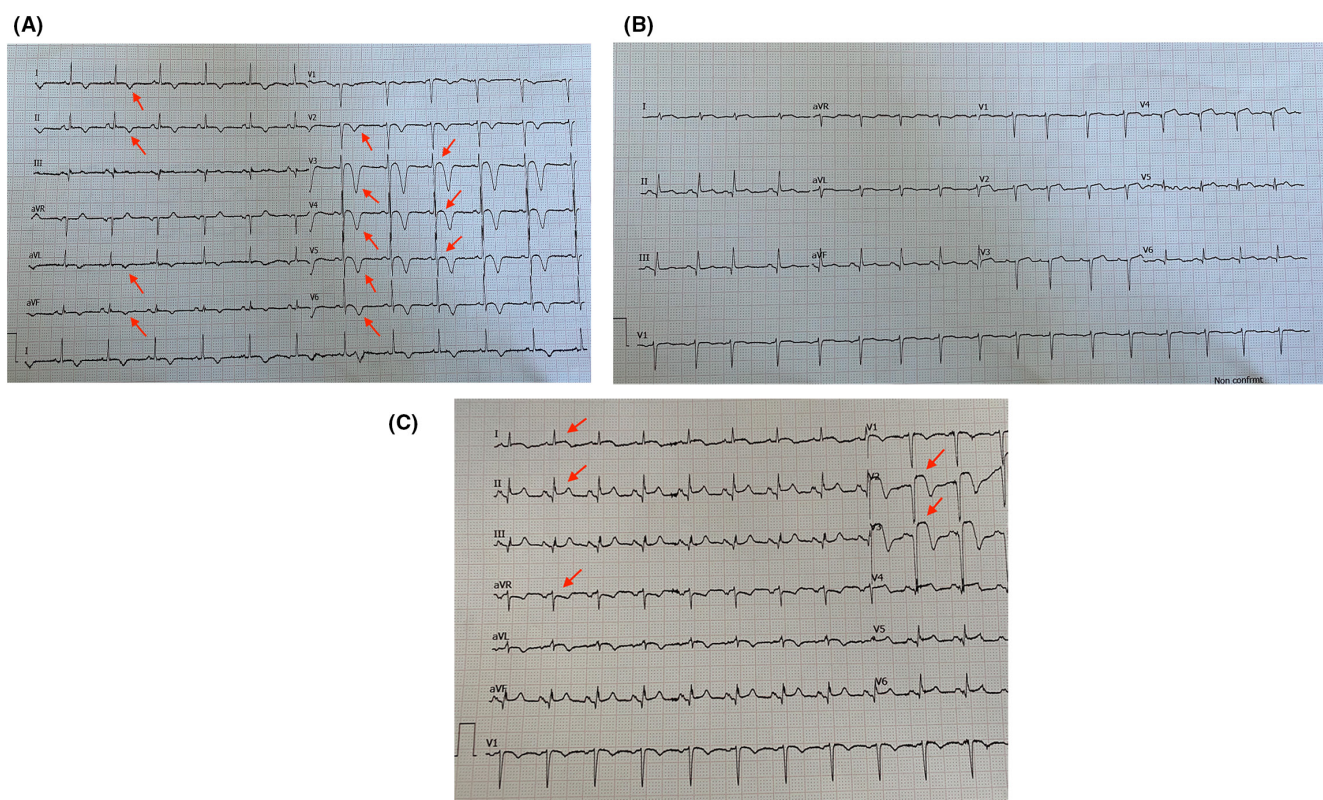 (A)
I
V1
II
V2
III
V3
aVR
V4
aVL
V5
aVF
V6
I
(B)
I
aVR
V1
V4
II
aVL
V2
V5
III
aVF
V3
V6
V1
Non confrmt
(C)
I
V1
II
V2
III
V3
aVR
V4
aVL
V5
aVF
V6
V1